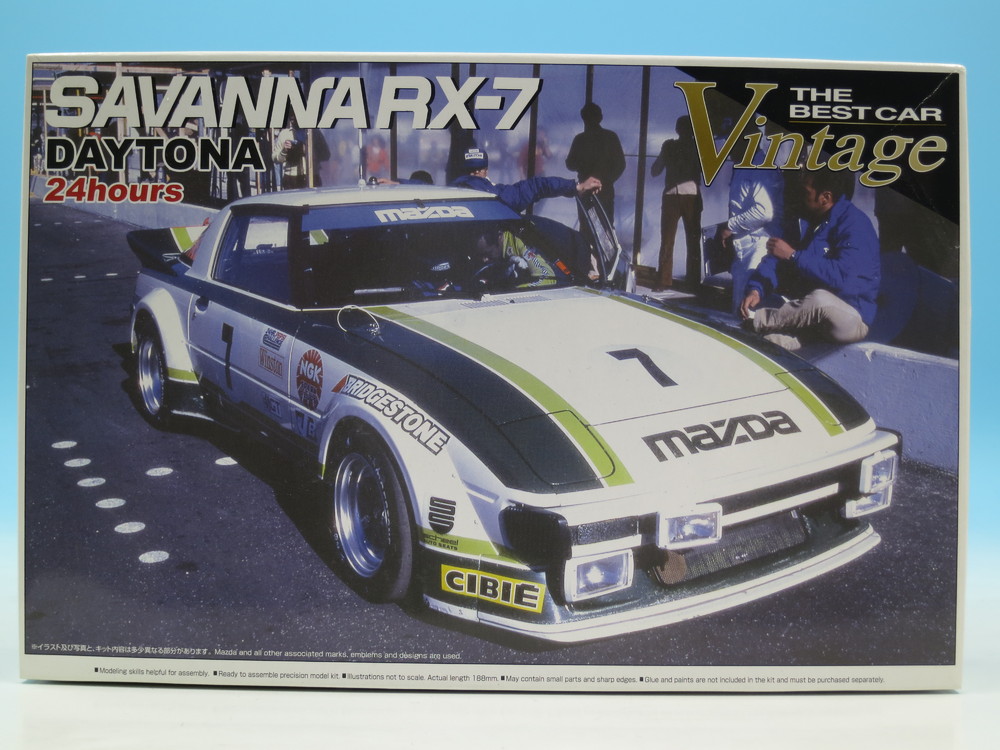 SAVANNA RX-7
DAYTONA
24hours
THE
BEST CAR
Vintage
mazda
7
7
mazda
Winston
NGK
BRIDGESTONE
CIBIÉ
※イラスト及び写真と、キット内容は多少異なる部分があります。Mazda and all other associated marks, emblems and designs are used.
■Modeling skills helpful for assembly. ■Ready to assemble precision model kit. ■Illustrations not to scale. Actual length 188mm. ■May contain small parts and sharp edges. ■Glue and paints are not included in the kit and must be purchased separately.